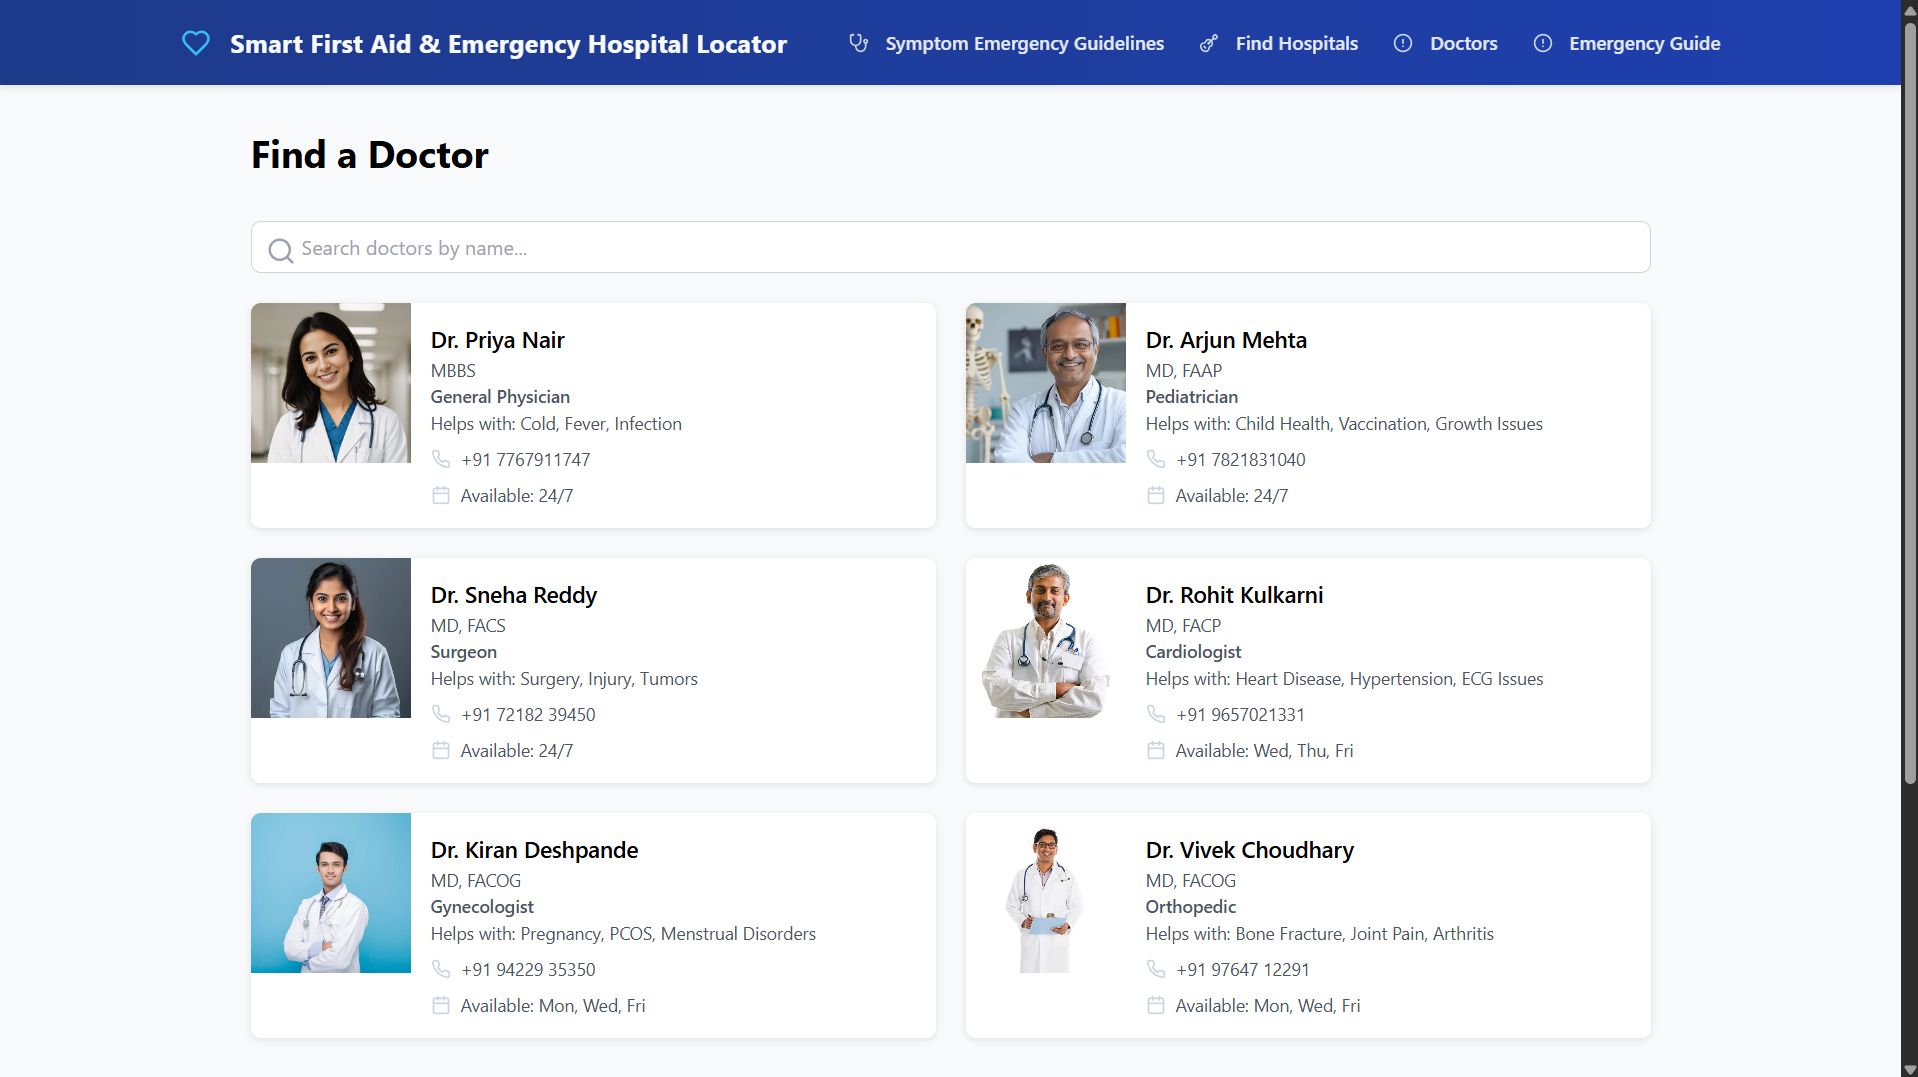 Smart First Aid & Emergency Hospital Locator
Symptom Emergency Guidelines
Find Hospitals
Doctors
Emergency Guide
Find a Doctor
Search doctors by name...
Dr. Priya Nair
MBBS
General Physician
Helps with: Cold, Fever, Infection
+91 7767911747
Available: 24/7
Dr. Arjun Mehta
MD, FAAP
Pediatrician
Helps with: Child Health, Vaccination, Growth Issues
+91 7821831040
Available: 24/7
Dr. Sneha Reddy
MD, FACS
Surgeon
Helps with: Surgery, Injury, Tumors
+91 72182 39450
Available: 24/7
Dr. Rohit Kulkarni
MD, FACP
Cardiologist
Helps with: Heart Disease, Hypertension, ECG Issues
+91 9657021331
Available: Wed, Thu, Fri
Dr. Kiran Deshpande
MD, FACOG
Gynecologist
Helps with: Pregnancy, PCOS, Menstrual Disorders
+91 94229 35350
Available: Mon, Wed, Fri
Dr. Vivek Choudhary
MD, FACOG
Orthopedic
Helps with: Bone Fracture, Joint Pain, Arthritis
+91 97647 12291
Available: Mon, Wed, Fri